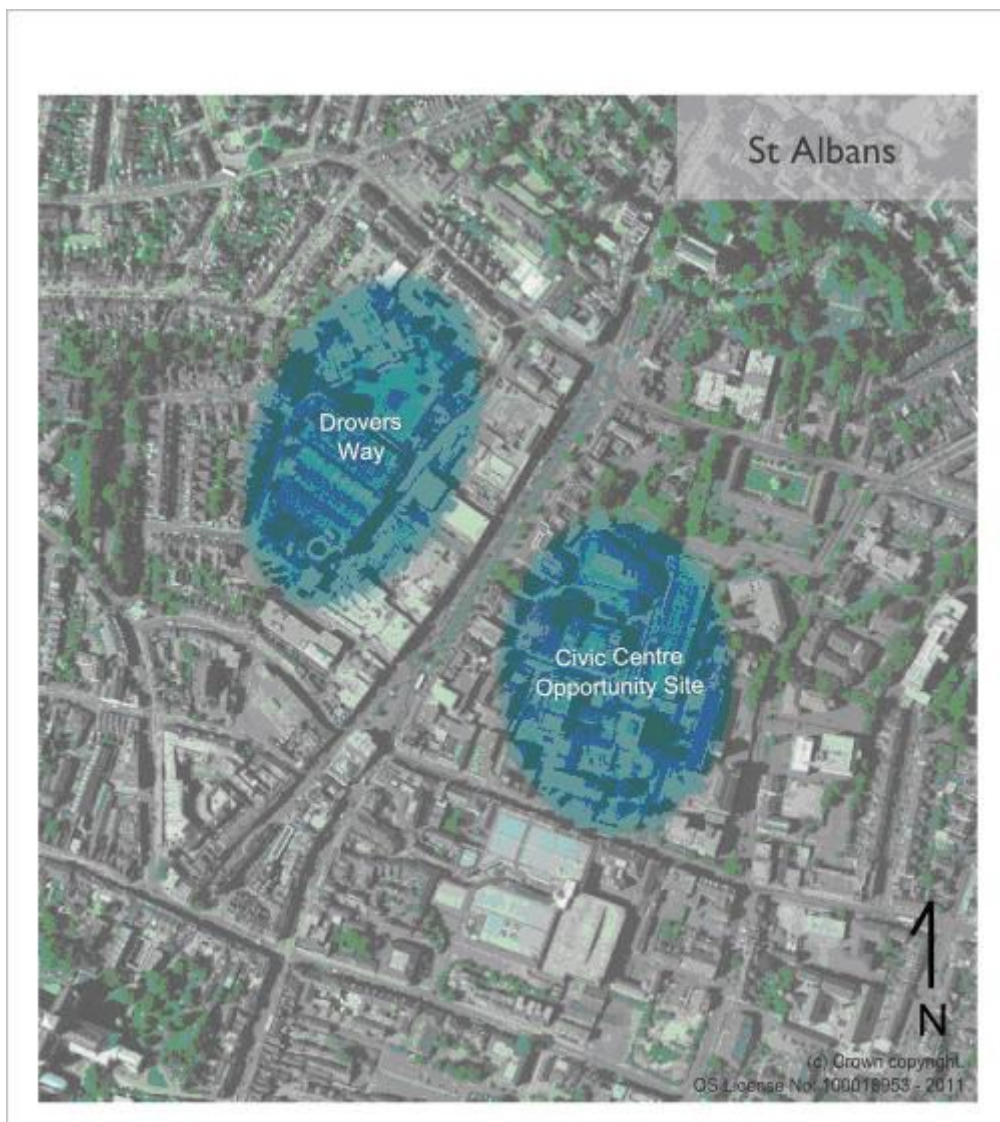 St Albans
Drovers
Way
Civic Centre
Opportunity Site
N
(c) Crown copyright.
OS License No: 100018953 - 2011